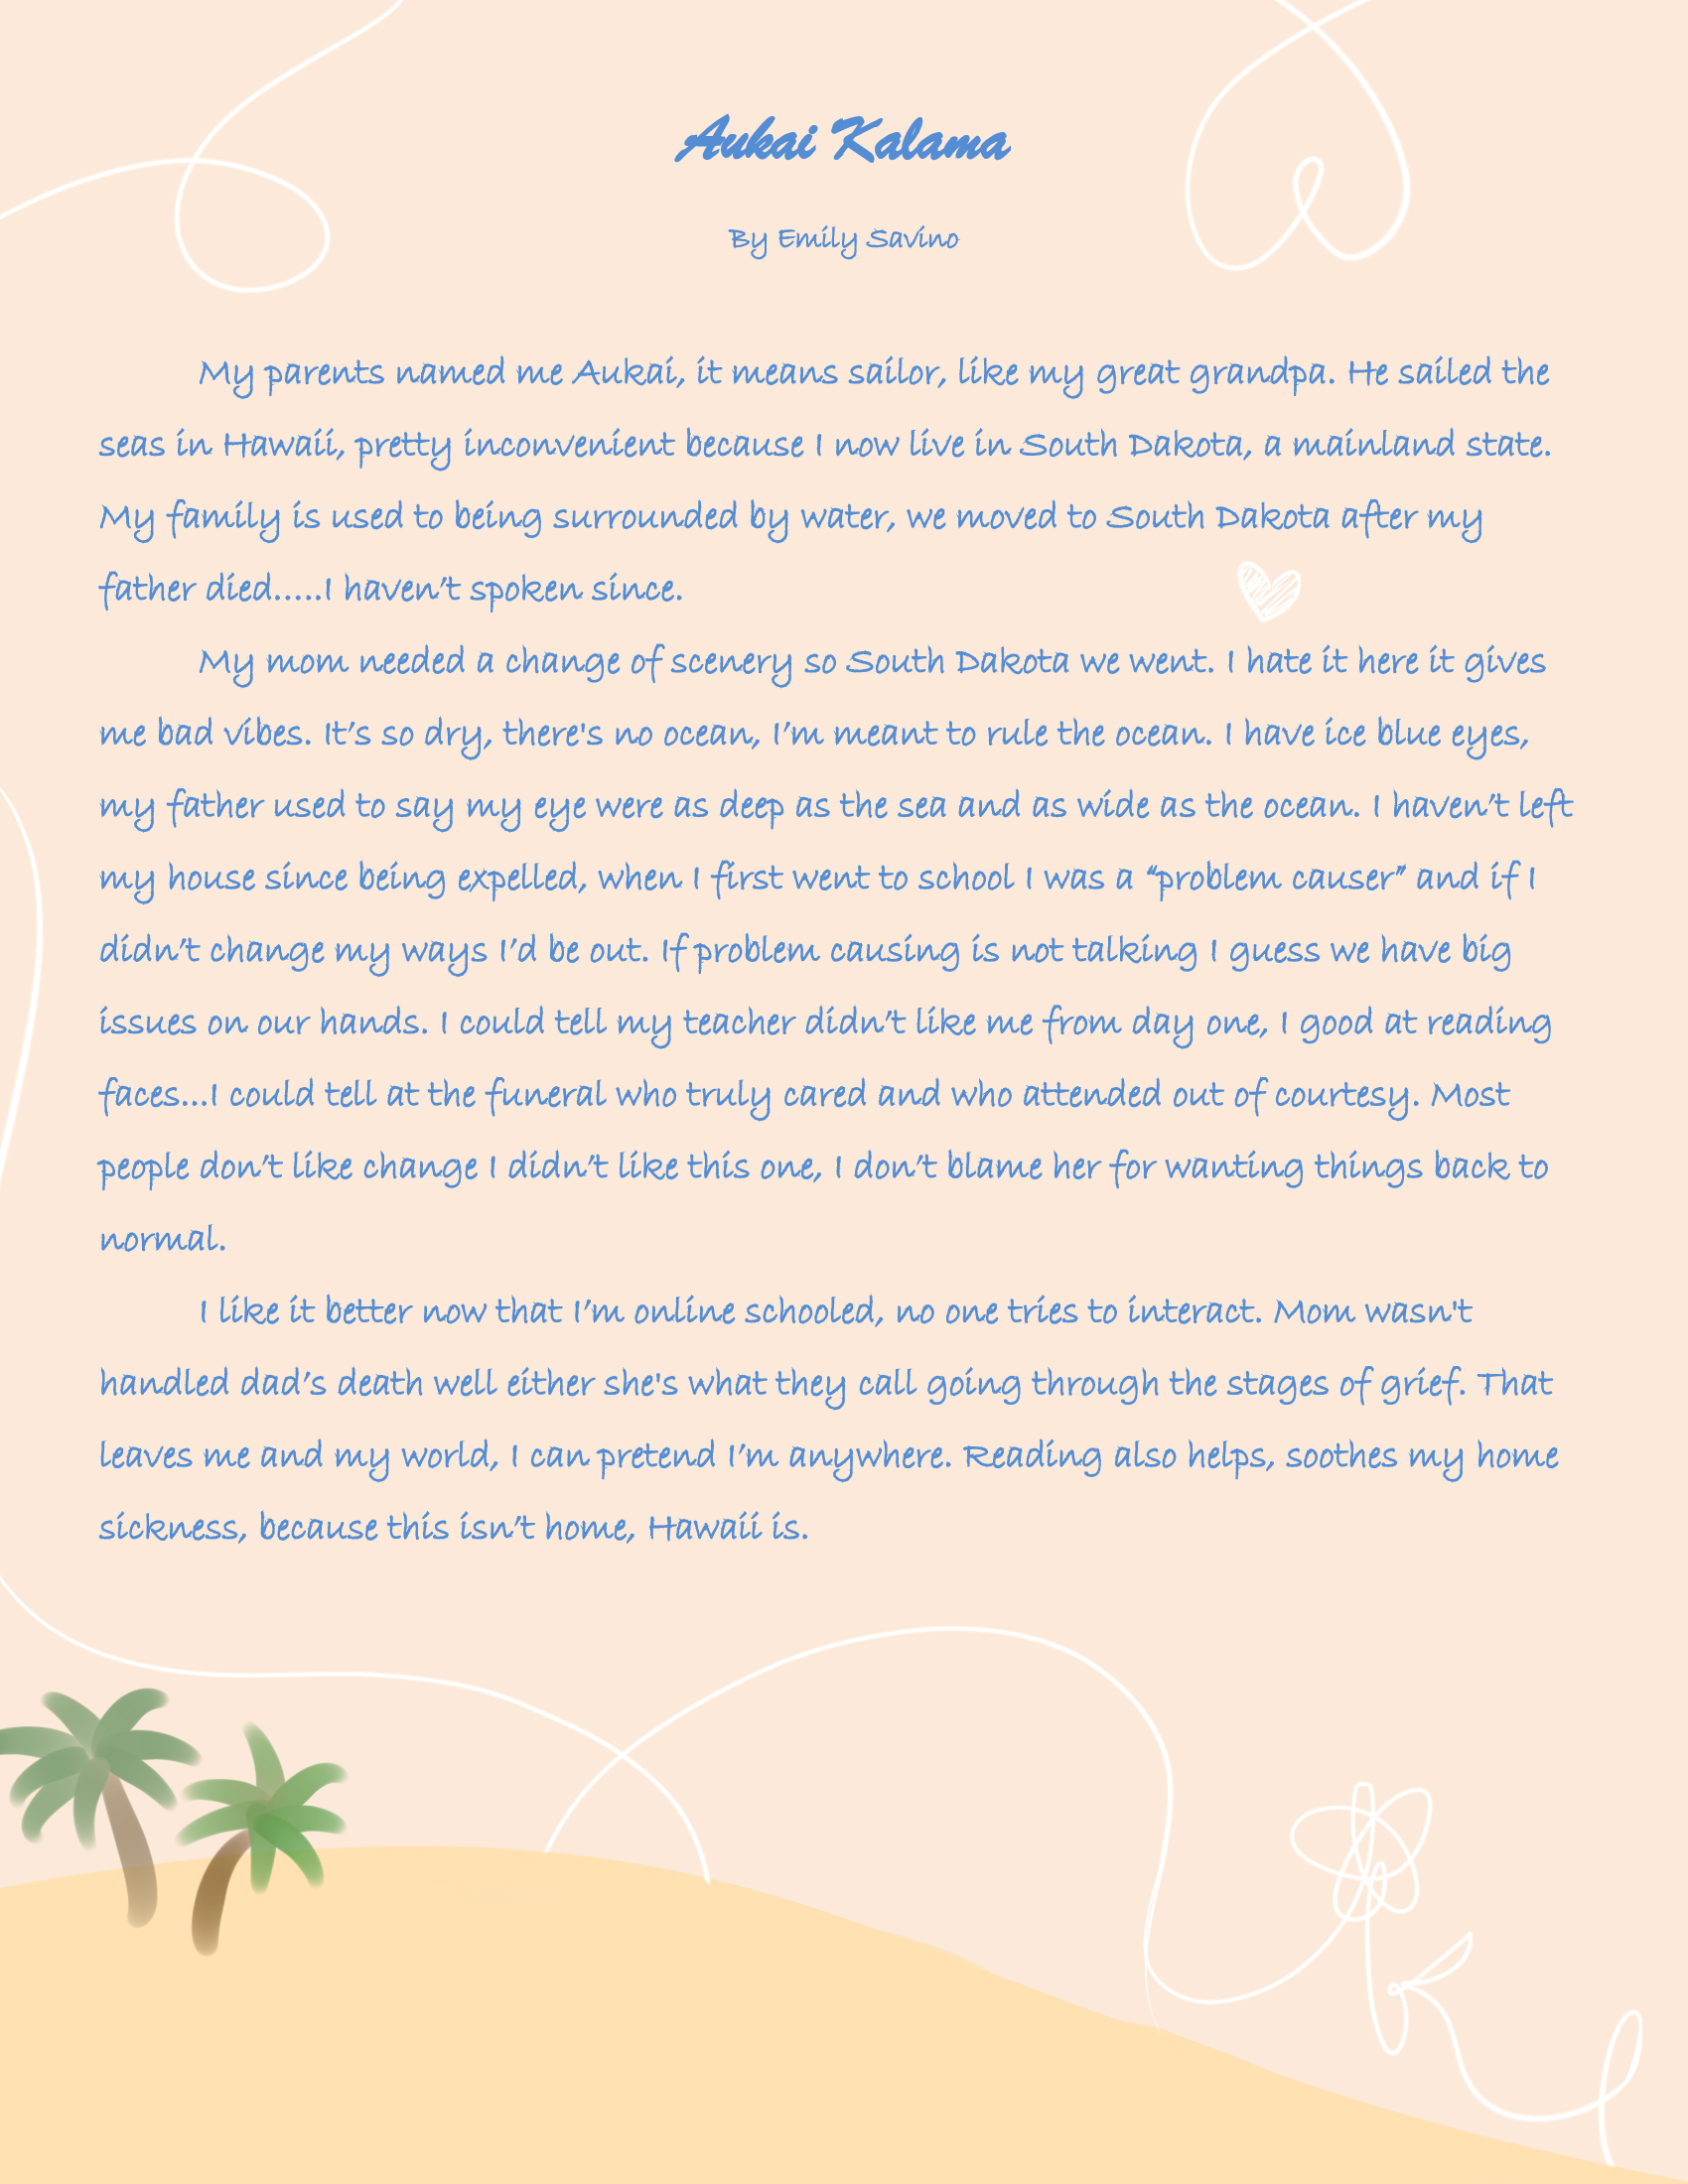 Aukai Kalama
By Emily Savino
My parents named me Aukai, it means sailor, like my great grandpa. He sailed the
seas in Hawaii, pretty inconvenient because I now live in South Dakota, a mainland state.
My family is used to being surrounded by water, we moved to South Dakota after my
father died.....I haven’t spoken since.
My mom needed a change of scenery so South Dakota we went. I hate it here it gives
me bad vibes. It’s so dry, there's no ocean, I’m meant to rule the ocean. I have ice blue eyes,
my father used to say my eye were as deep as the sea and as wide as the ocean. I haven’t left
my house since being expelled, when I first went to school I was a “problem causer” and if I
didn’t change my ways I’d be out. If problem causing is not talking I guess we have big
issues on our hands. I could tell my teacher didn’t like me from day one, I good at reading
faces...I could tell at the funeral who truly cared and who attended out of courtesy. Most
people don’t like change I didn’t like this one, I don’t blame her for wanting things back to
normal.
I like it better now that I’m online schooled, no one tries to interact. Mom wasn't
handled dad’s death well either she's what they call going through the stages of grief. That
leaves me and my world, I can pretend I’m anywhere. Reading also helps, soothes my home
sickness, because this isn’t home, Hawaii is.